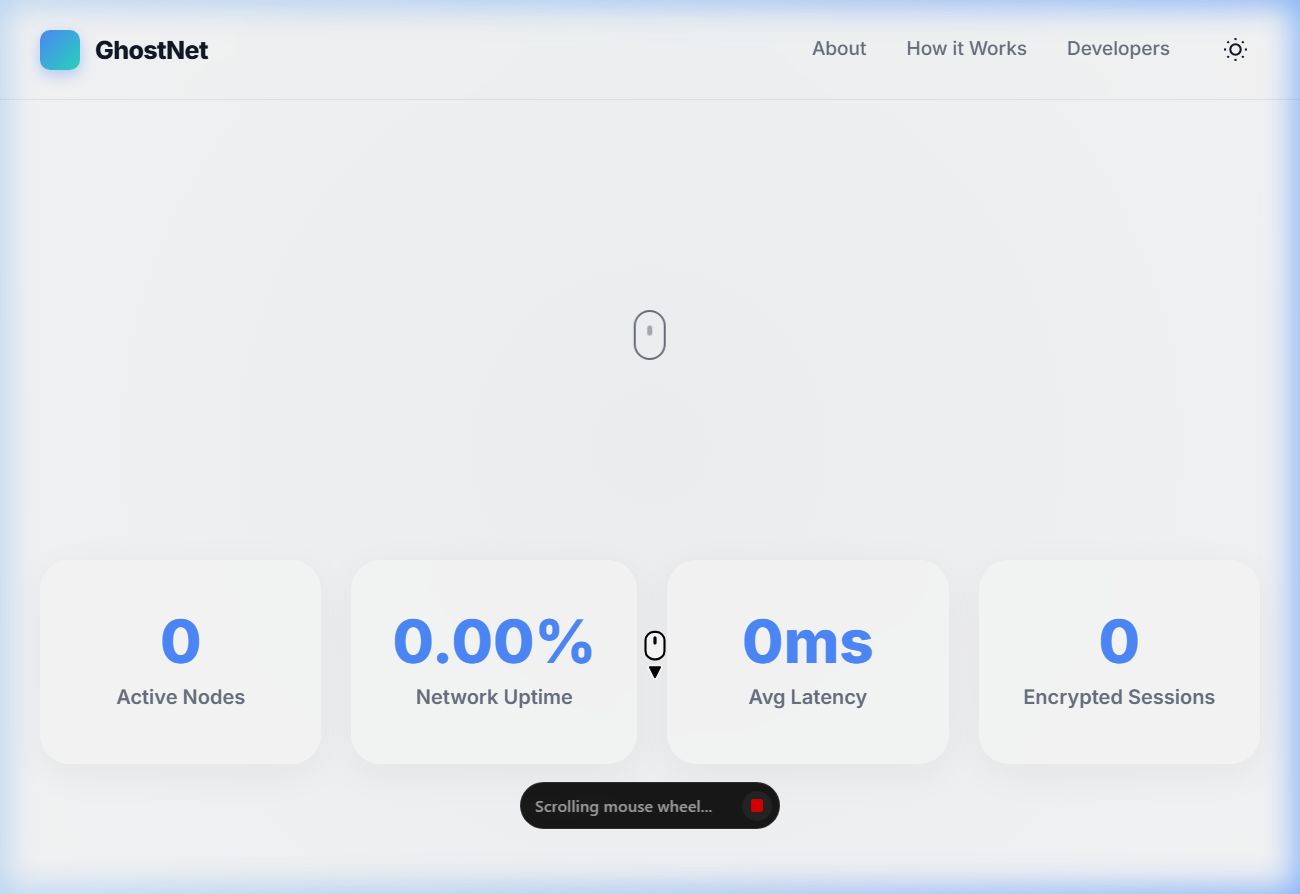 GhostNet
About
How it Works
Developers
0
Active Nodes
0.00%
Network Uptime
0ms
Avg Latency
0
Encrypted Sessions
Scrolling mouse wheel...